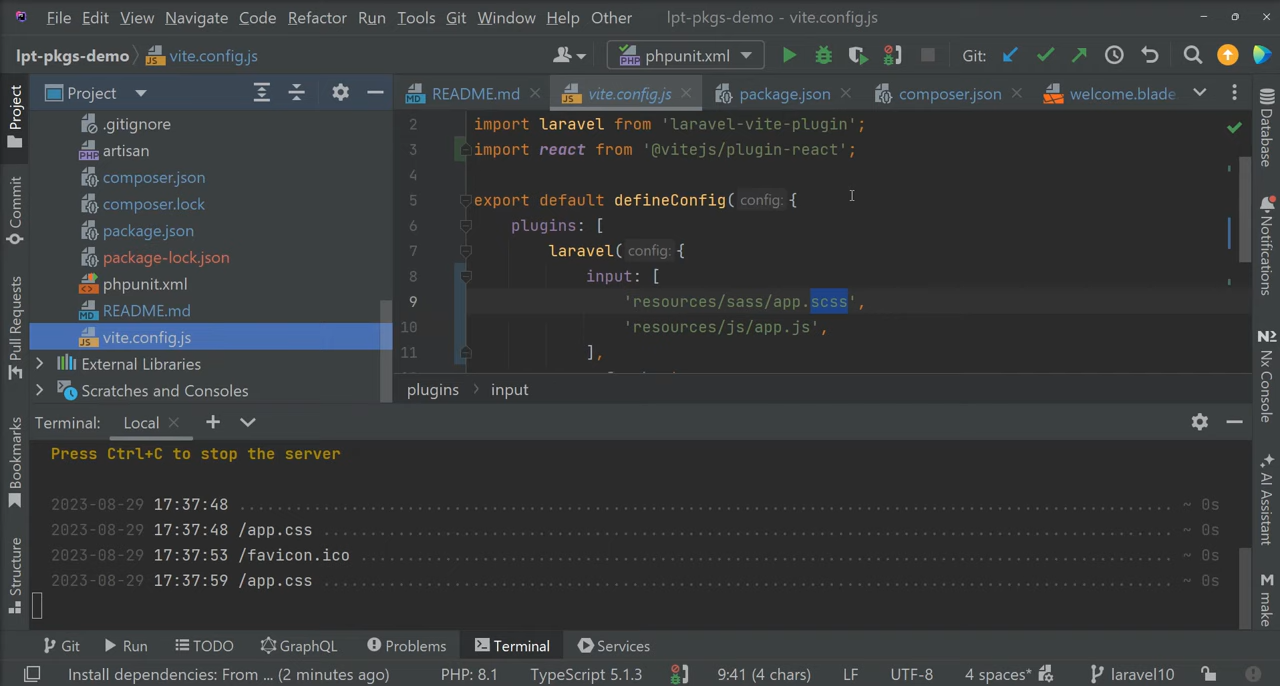 File Edit View Navigate Code Refactor Run Tools Git Window Help Other lpt-pkgs-demo - vite.config.js
lpt-pkgs-demo vite.config.js phpunit.xml Git:
Project README.md vite.config.js package.json composer.json welcome.blade
.gitignore
artisan
composer.json
composer.lock
package.json
package-lock.json
phpunit.xml
README.md
vite.config.js
External Libraries
Scratches and Consoles
2 import laravel from 'laravel-vite-plugin';
3 import react from '@vitejs/plugin-react';
4
5 export default defineConfig( config: {
6 plugins: [
7 laravel( config: {
8 input: [
9 'resources/sass/app.scss',
10 'resources/js/app.js',
11 ],
plugins input
Project
Commit
Pull Requests
Bookmarks
Structure
Database
Notifications
Nx Console
AI Assistant
make
Terminal: Local
Press Ctrl+C to stop the server
2023-08-29 17:37:48 ........................................ ~ 0s
2023-08-29 17:37:48 /app.css ........................................ ~ 0s
2023-08-29 17:37:53 /favicon.ico ........................................ ~ 0s
2023-08-29 17:37:59 /app.css ........................................ ~ 0s
Git Run TODO GraphQL Problems Terminal Services
Install dependencies: From ... (2 minutes ago) PHP: 8.1 TypeScript 5.1.3 9:41 (4 chars) LF UTF-8 4 spaces* laravel10